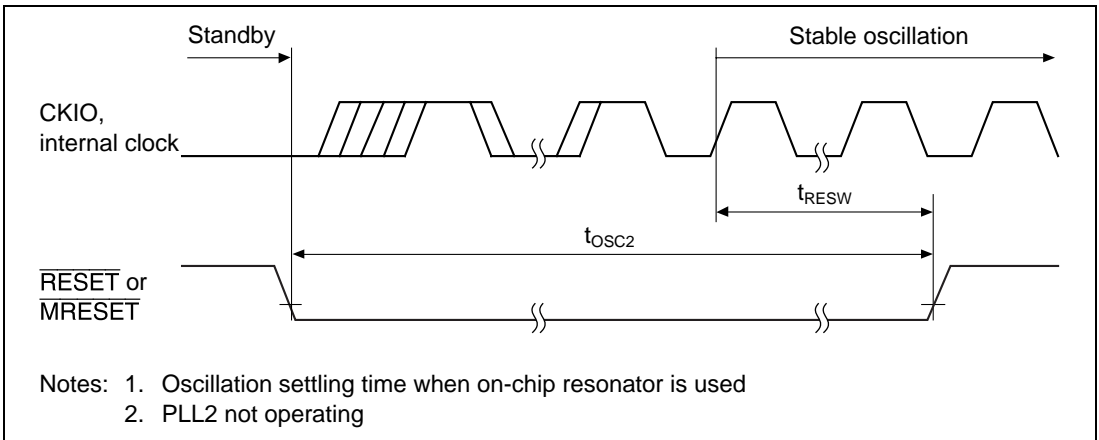 Standby
Stable oscillation
CKIO,
internal clock
tRESW
tOSC2
RESET or
MRESET
Notes: 1. Oscillation settling time when on-chip resonator is used
2. PLL2 not operating